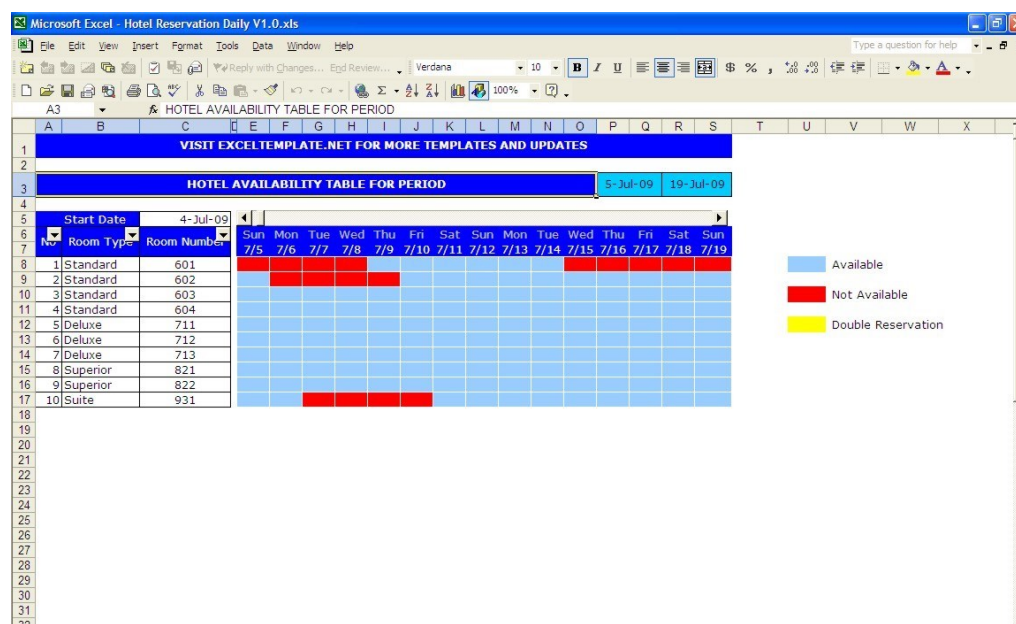 Microsoft Excel - Hotel Reservation Daily V1.0.xls
File Edit View Insert Format Tools Data Window Help Type a question for help
Reply with Changes... End Review... Verdana 10 B I U $ % ,
100%
A3 fx HOTEL AVAILABILITY TABLE FOR PERIOD
A B C D E F G H I J K L M N O P Q R S T U V W X
1 VISIT EXCELTEMPLATE.NET FOR MORE TEMPLATES AND UPDATES
2
3 HOTEL AVAILABILITY TABLE FOR PERIOD 5-Jul-09 19-Jul-09
4
5 Start Date 4-Jul-09
6 No Room Type Room Number Sun Mon Tue Wed Thu Fri Sat Sun Mon Tue Wed Thu Fri Sat Sun
7 7/5 7/6 7/7 7/8 7/9 7/10 7/11 7/12 7/13 7/14 7/15 7/16 7/17 7/18 7/19
8 1 Standard 601 Available
9 2 Standard 602
10 3 Standard 603 Not Available
11 4 Standard 604
12 5 Deluxe 711 Double Reservation
13 6 Deluxe 712
14 7 Deluxe 713
15 8 Superior 821
16 9 Superior 822
17 10 Suite 931
18
19
20
21
22
23
24
25
26
27
28
29
30
31
32